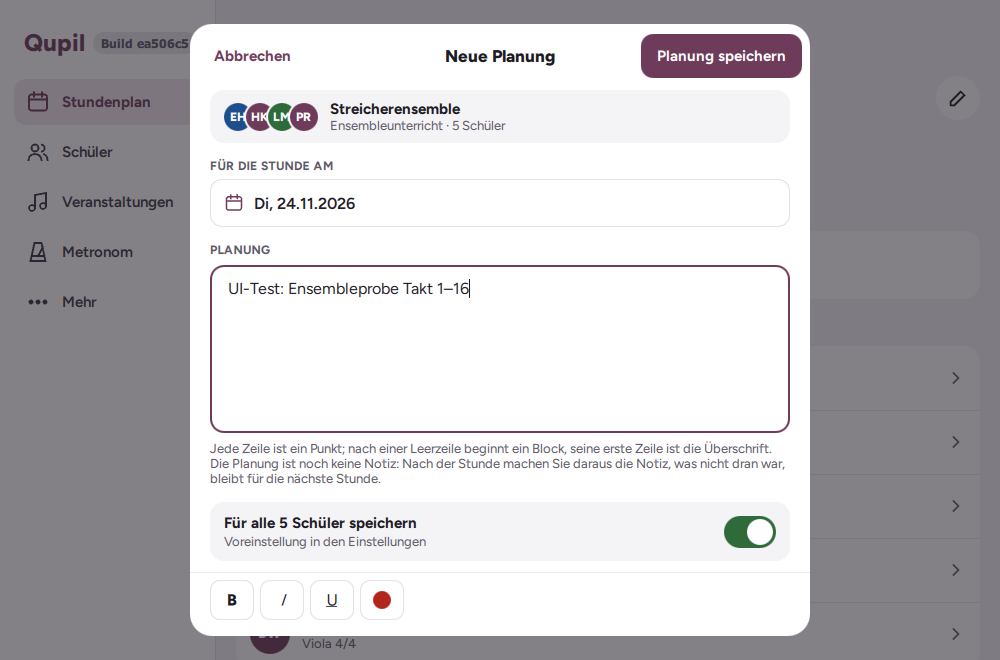 Qupil
Build ea506c5
Stundenplan
Schüler
Veranstaltungen
Metronom
Mehr
Abbrechen
Neue Planung
Planung speichern
EH HK LM PR
Streicherensemble
Ensembleunterricht · 5 Schüler
FÜR DIE STUNDE AM
Di, 24.11.2026
PLANUNG
UI-Test: Ensembleprobe Takt 1–16
Jede Zeile ist ein Punkt; nach einer Leerzeile beginnt ein Block, seine erste Zeile ist die Überschrift.
Die Planung ist noch keine Notiz: Nach der Stunde machen Sie daraus die Notiz, was nicht dran war,
bleibt für die nächste Stunde.
Für alle 5 Schüler speichern
Voreinstellung in den Einstellungen
B I U
Viola 4/4